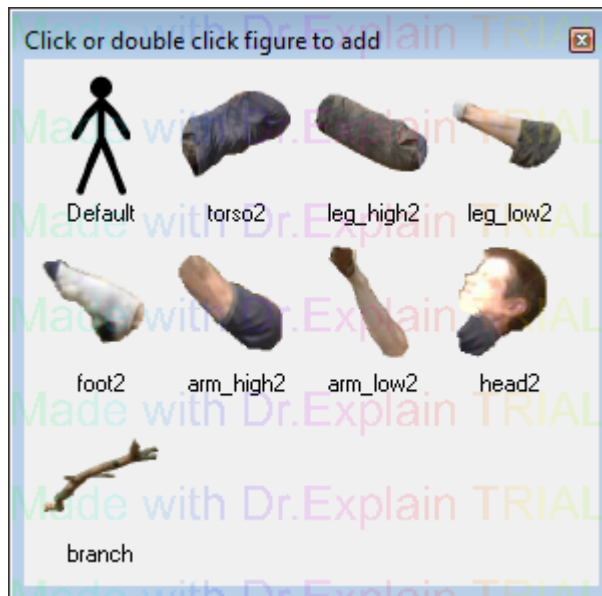 Click or double click figure to add
Made with Dr.Explain TRIAL
Default torso2 leg_high2 leg_low2
Made with Dr.Explain TRIAL
foot2 arm_high2 arm_low2 head2
Made with Dr.Explain TRIAL
Made with Dr.Explain TRIAL
branch
Made with Dr.Explain TRIAL